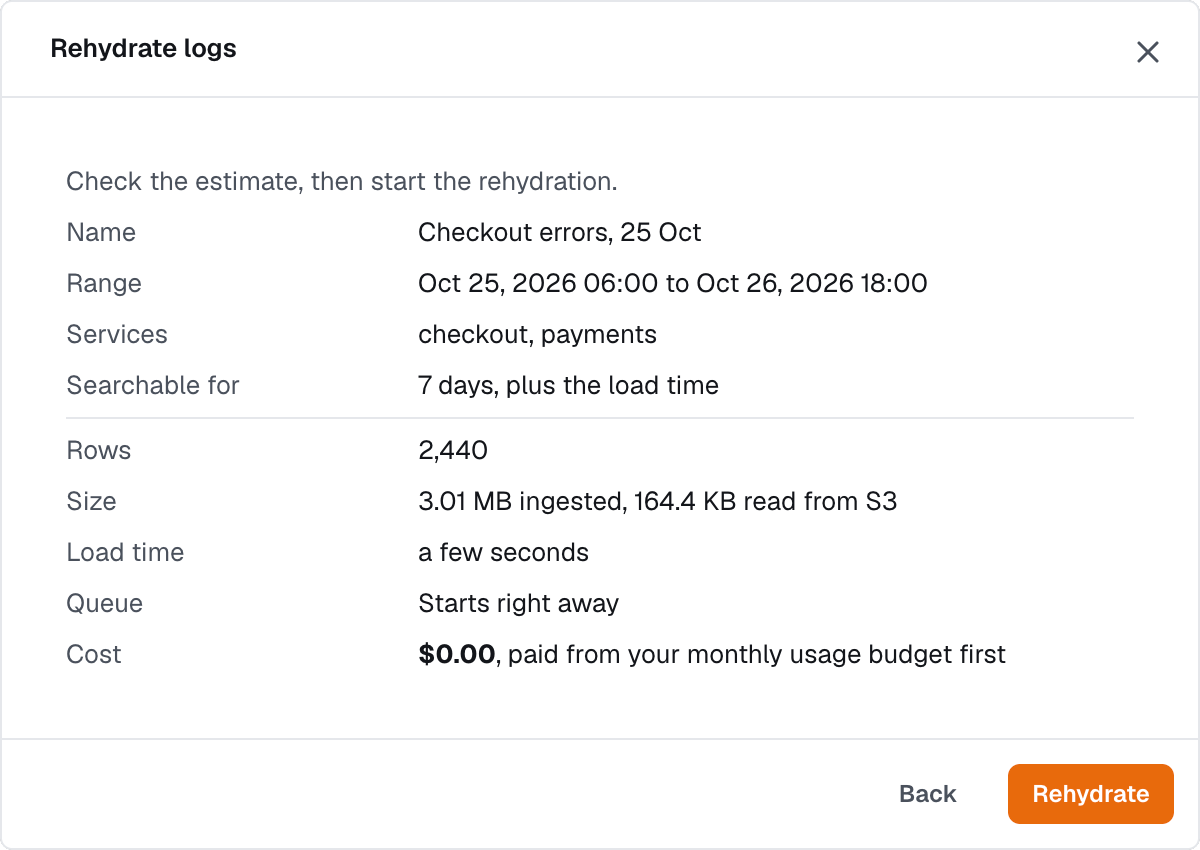 Rehydrate logs
Check the estimate, then start the rehydration.
Name Checkout errors, 25 Oct
Range Oct 25, 2026 06:00 to Oct 26, 2026 18:00
Services checkout, payments
Searchable for 7 days, plus the load time
Rows 2,440
Size 3.01 MB ingested, 164.4 KB read from S3
Load time a few seconds
Queue Starts right away
Cost $0.00, paid from your monthly usage budget first
Back Rehydrate